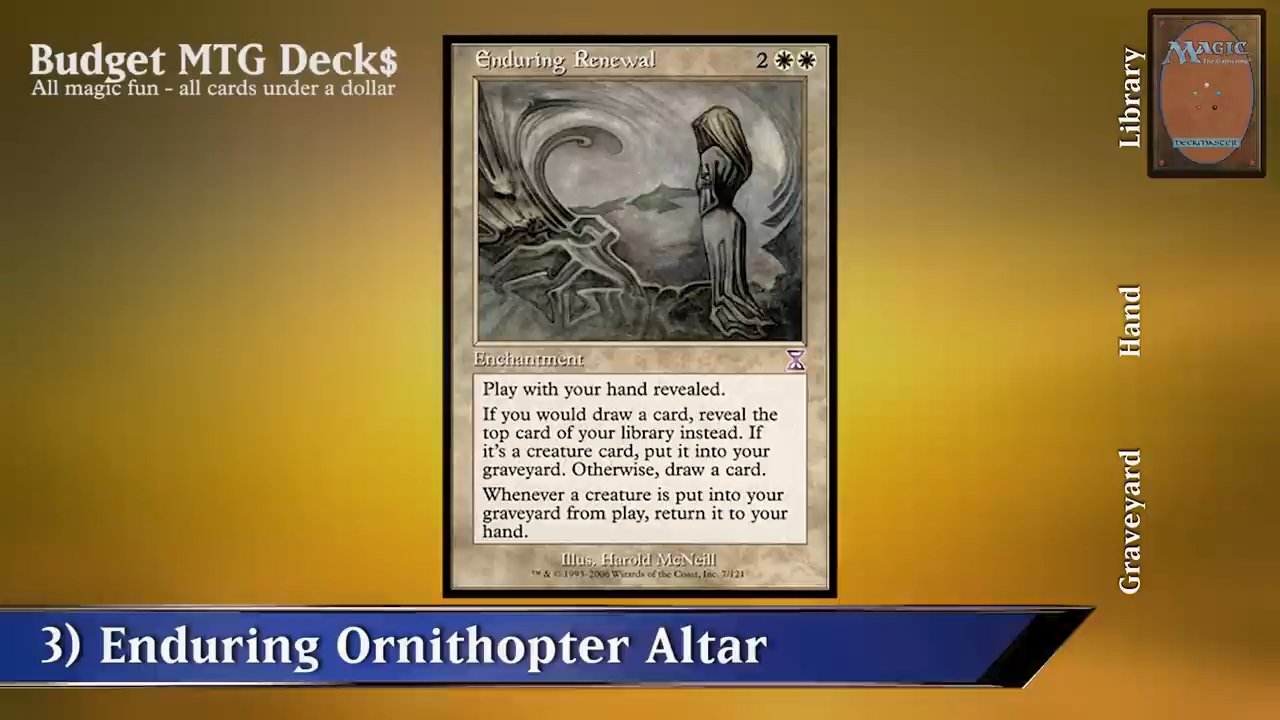 Budget MTG Deck$
All magic fun - all cards under a dollar
Enduring Renewal 2
Enchantment
Play with your hand revealed.
If you would draw a card, reveal the
top card of your library instead. If
it's a creature card, put it into your
graveyard. Otherwise, draw a card.
Whenever a creature is put into your
graveyard from play, return it to your
hand.
Illus. Harold McNeill
™ & © 1993-2006 Wizards of the Coast, Inc. 7/121
Library
MAGIC
The Gathering
DECKMASTER
Hand
Graveyard
3) Enduring Ornithopter Altar